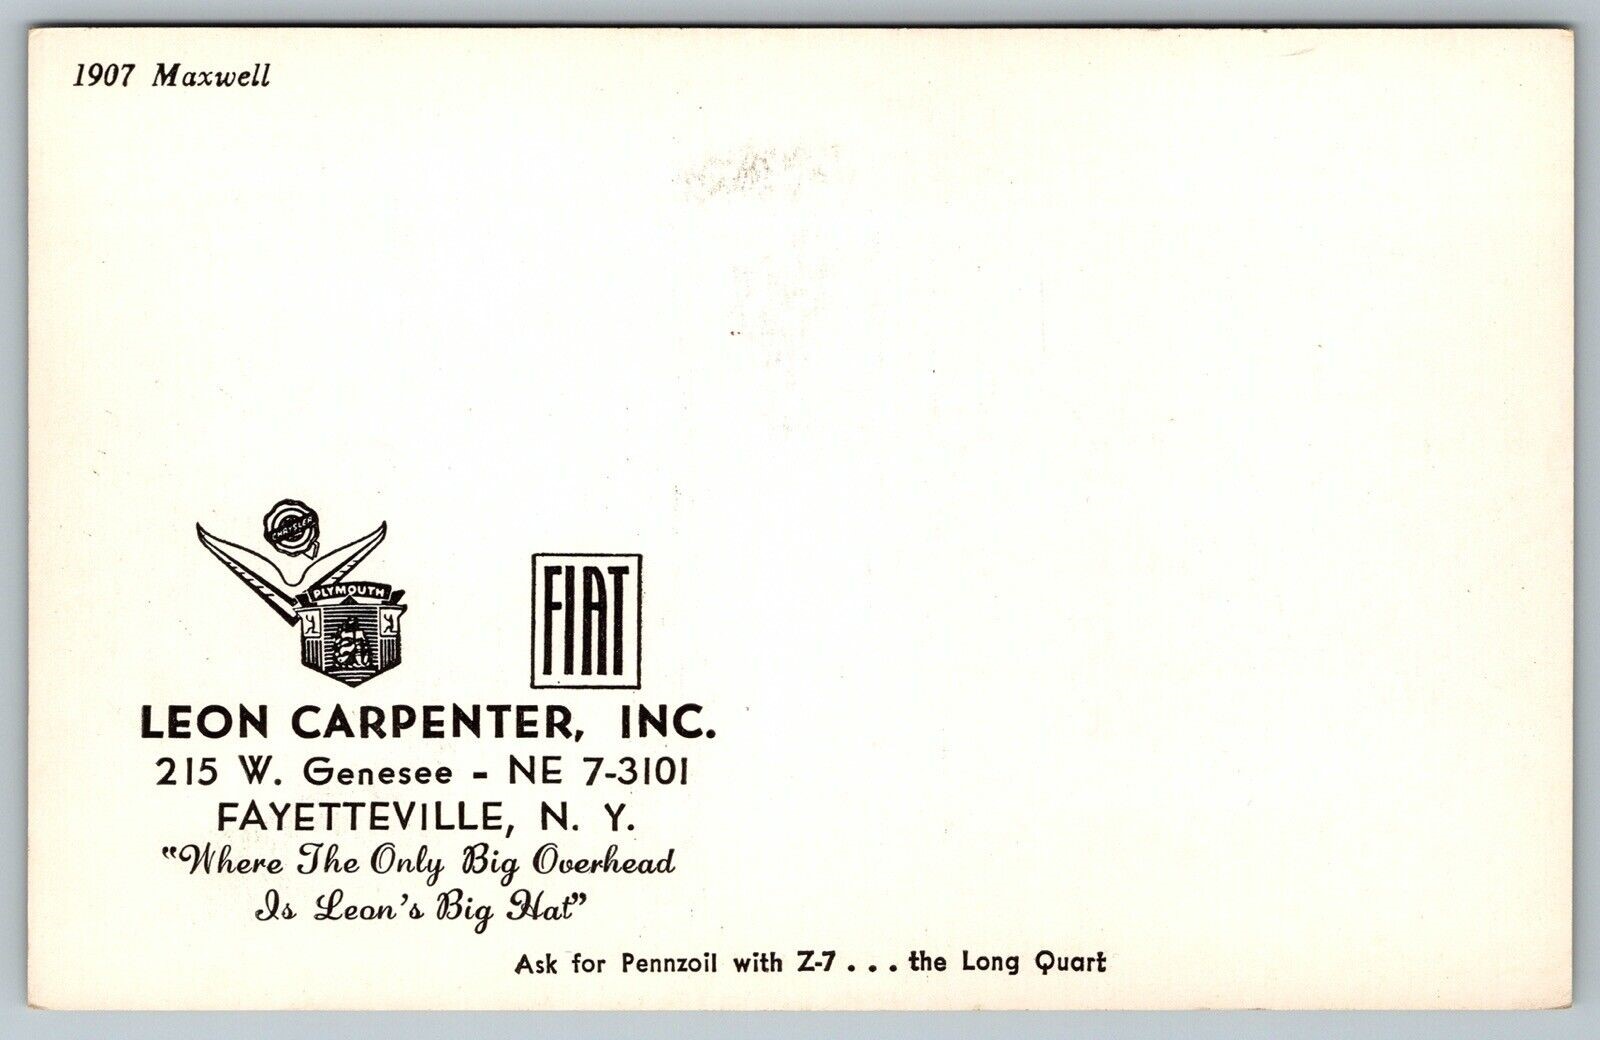 1907 Maxwell
CHRYSLER
PLYMOUTH
FIAT
LEON CARPENTER, INC.
215 W. Genesee - NE 7-3101
FAYETTEVILLE, N. Y.
"Where The Only Big Overhead
Is Leon's Big Hat"
Ask for Pennzoil with Z-7 . . . the Long Quart